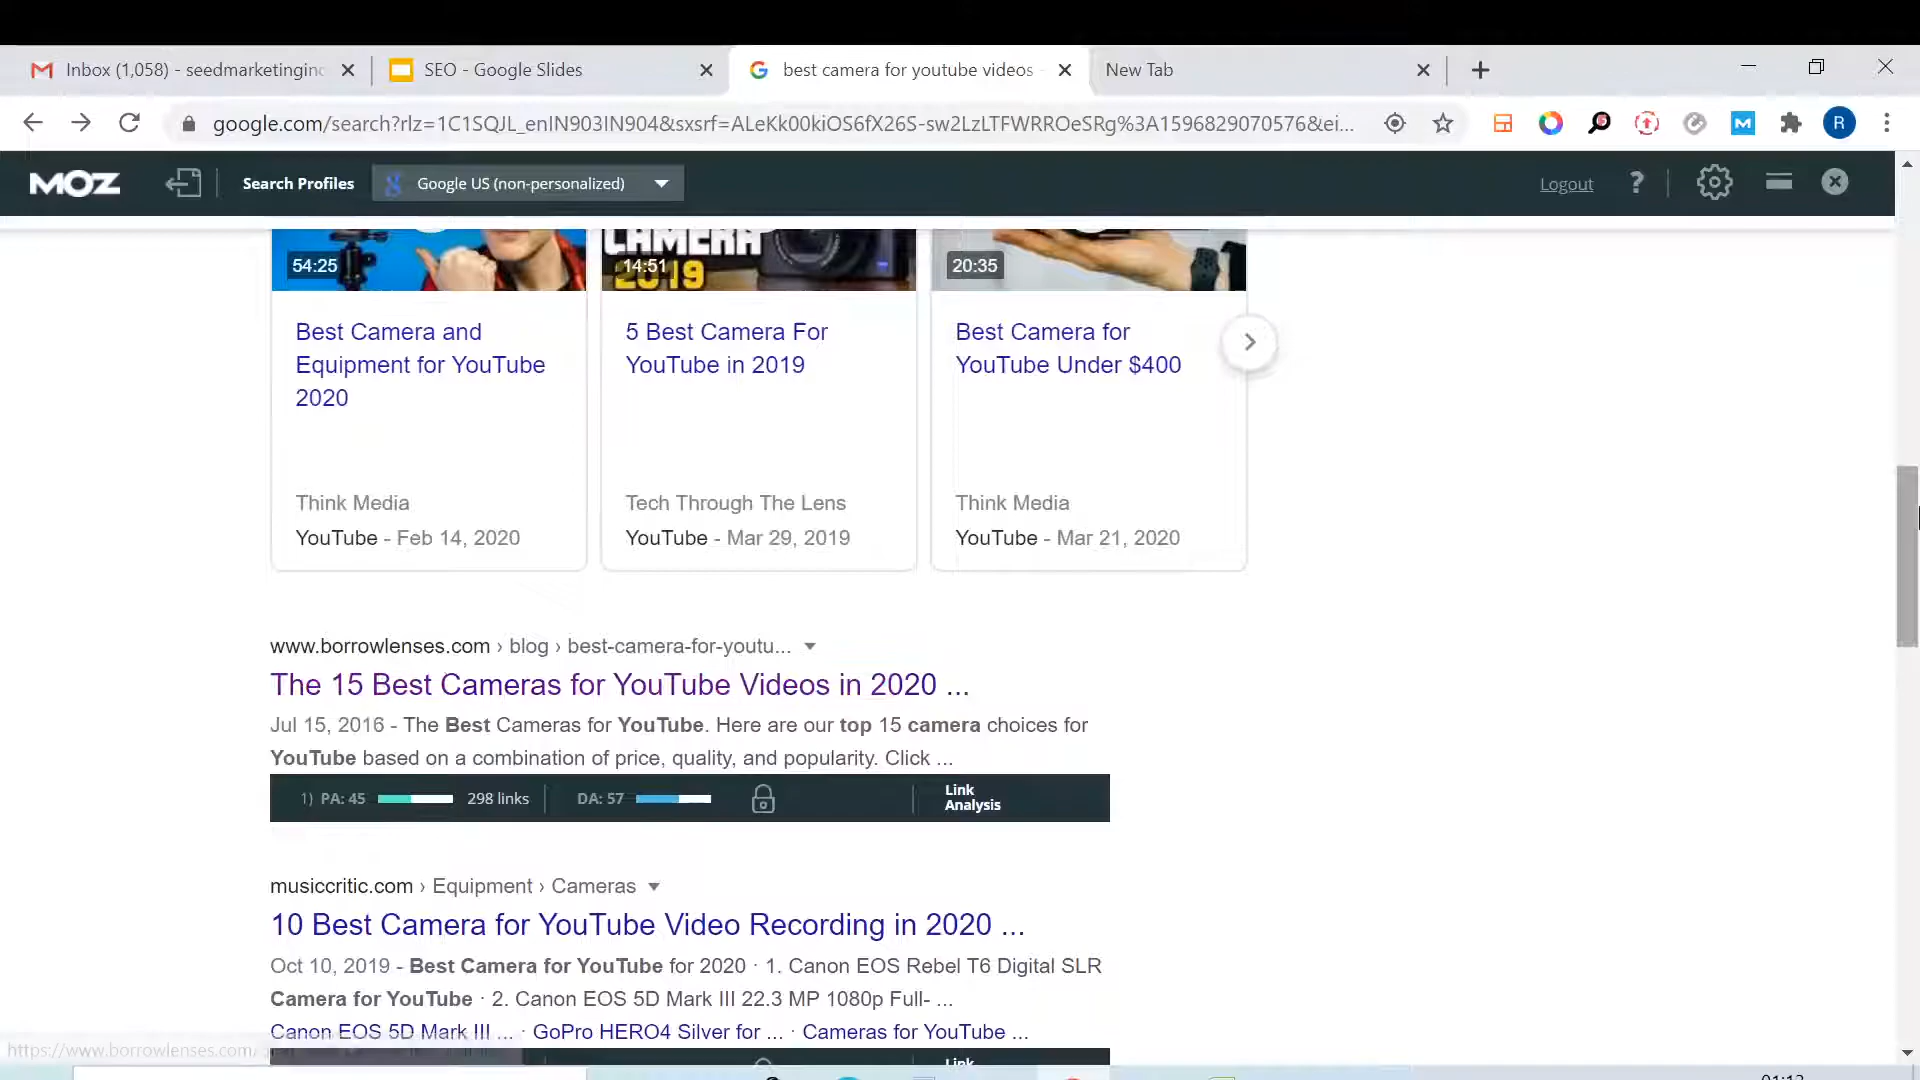 Inbox (1,058) - seedmarketinginc
SEO - Google Slides
best camera for youtube videos
New Tab
google.com/search?rlz=1C1SQJL_enIN903IN904&sxsrf=ALeKk00kiOS6fX26S-sw2LzLTFWRROeSRg%3A1596829070576&ei...
R
MOZ
Search Profiles
Google US (non-personalized)
Logout
?
54:25
CAMERA
2019
14:51
20:35
Best Camera and
Equipment for YouTube
2020
Think Media
YouTube - Feb 14, 2020
5 Best Camera For
YouTube in 2019
Tech Through The Lens
YouTube - Mar 29, 2019
Best Camera for
YouTube Under $400
Think Media
YouTube - Mar 21, 2020
www.borrowlenses.com › blog › best-camera-for-youtu...
The 15 Best Cameras for YouTube Videos in 2020 ...
Jul 15, 2016 - The Best Cameras for YouTube. Here are our top 15 camera choices for
YouTube based on a combination of price, quality, and popularity. Click ...
1) PA: 45 298 links DA: 57 Link
Analysis
musiccritic.com › Equipment › Cameras
10 Best Camera for YouTube Video Recording in 2020 ...
Oct 10, 2019 - Best Camera for YouTube for 2020 · 1. Canon EOS Rebel T6 Digital SLR
Camera for YouTube · 2. Canon EOS 5D Mark III 22.3 MP 1080p Full- ...
Canon EOS 5D Mark III ... · GoPro HERO4 Silver for ... · Cameras for YouTube ...
https://www.borrowlenses.com/
Link